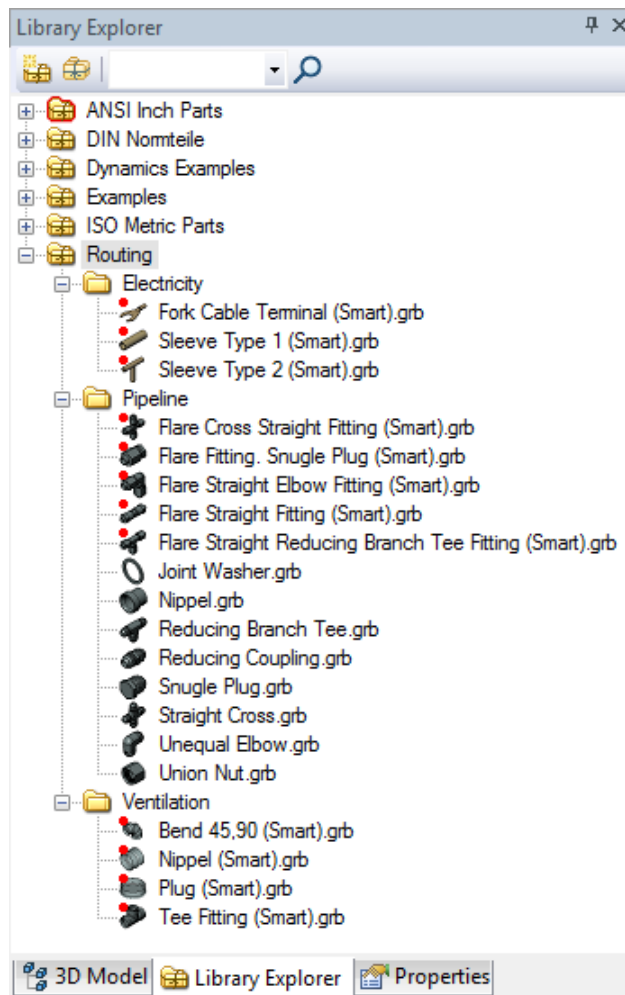 Library Explorer
ANSI Inch Parts
DIN Normteile
Dynamics Examples
Examples
ISO Metric Parts
Routing
Electricity
Fork Cable Terminal (Smart).grb
Sleeve Type 1 (Smart).grb
Sleeve Type 2 (Smart).grb
Pipeline
Flare Cross Straight Fitting (Smart).grb
Flare Fitting. Snugle Plug (Smart).grb
Flare Straight Elbow Fitting (Smart).grb
Flare Straight Fitting (Smart).grb
Flare Straight Reducing Branch Tee Fitting (Smart).grb
Joint Washer.grb
Nippel.grb
Reducing Branch Tee.grb
Reducing Coupling.grb
Snugle Plug.grb
Straight Cross.grb
Unequal Elbow.grb
Union Nut.grb
Ventilation
Bend 45,90 (Smart).grb
Nippel (Smart).grb
Plug (Smart).grb
Tee Fitting (Smart).grb
3D Model Library Explorer Properties